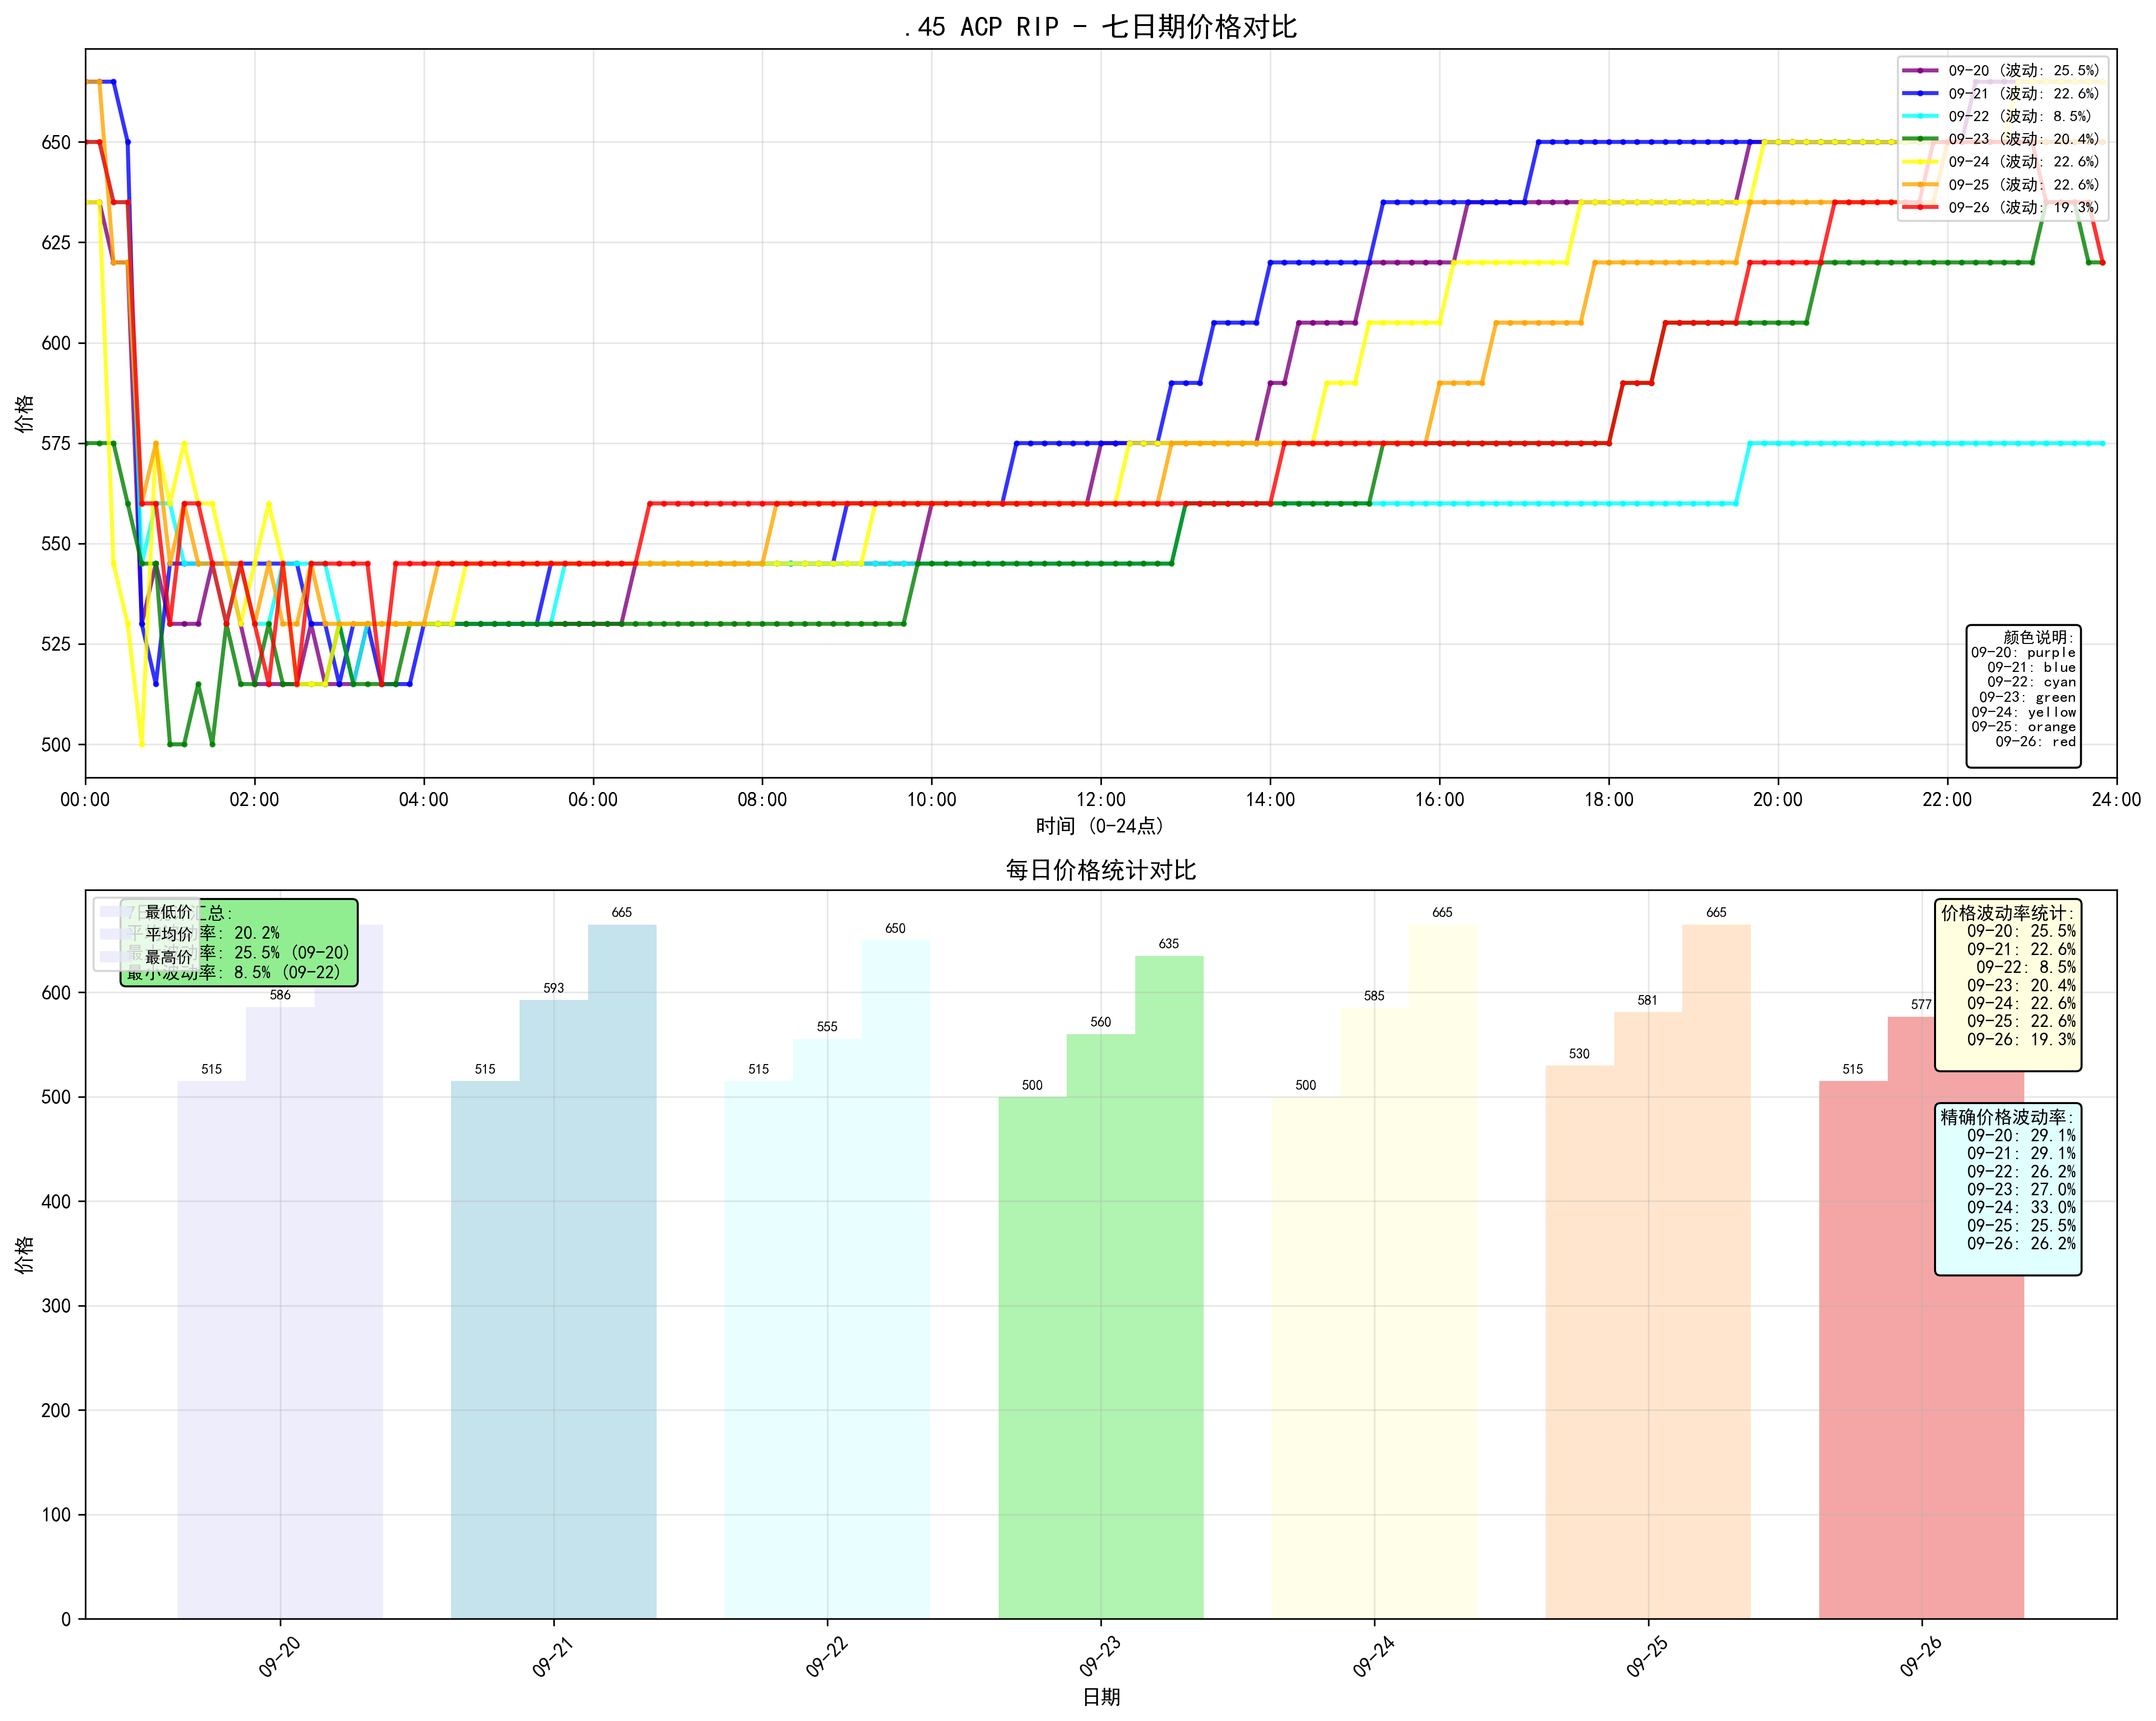 .45 ACP RIP - 七日期价格对比
价格
650
625
600
575
550
525
500
00:00
02:00
04:00
06:00
08:00
10:00
12:00
14:00
16:00
18:00
20:00
22:00
24:00
时间 (0-24点)
09-20 (波动: 25.5%)
09-21 (波动: 22.6%)
09-22 (波动: 8.5%)
09-23 (波动: 20.4%)
09-24 (波动: 22.6%)
09-25 (波动: 22.6%)
09-26 (波动: 19.3%)
颜色说明:
09-20: purple
09-21: blue
09-22: cyan
09-23: green
09-24: yellow
09-25: orange
09-26: red
每日价格统计对比
价格
600
500
400
300
200
100
0
最低价
平均价
最高价
汇总:
率: 20.2%
率: 25.5% (09-20)
最小波动率: 8.5% (09-22)
515
586
515
593
665
515
555
650
500
560
635
500
585
665
530
581
665
515
577
价格波动率统计:
09-20: 25.5%
09-21: 22.6%
09-22: 8.5%
09-23: 20.4%
09-24: 22.6%
09-25: 22.6%
09-26: 19.3%
精确价格波动率:
09-20: 29.1%
09-21: 29.1%
09-22: 26.2%
09-23: 27.0%
09-24: 33.0%
09-25: 25.5%
09-26: 26.2%
09-20
09-21
09-22
09-23
09-24
09-25
09-26
日期